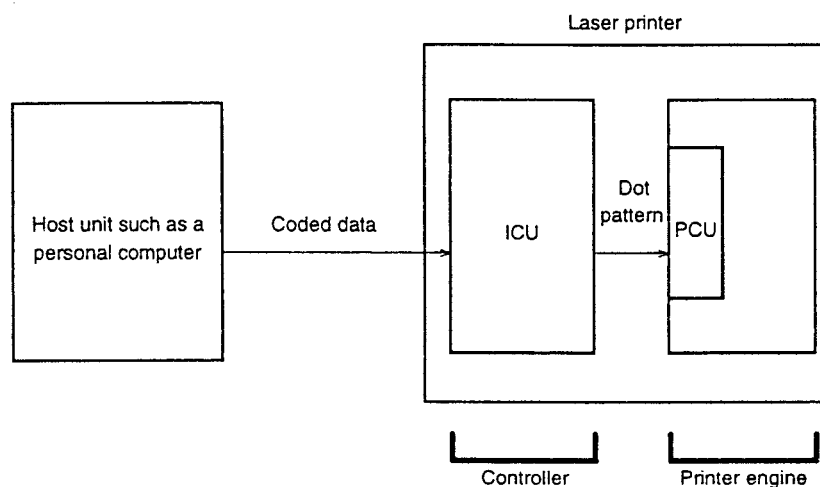 Laser printer
Host unit such as a
personal computer
Coded data
ICU
Dot
pattern
PCU
Controller
Printer engine